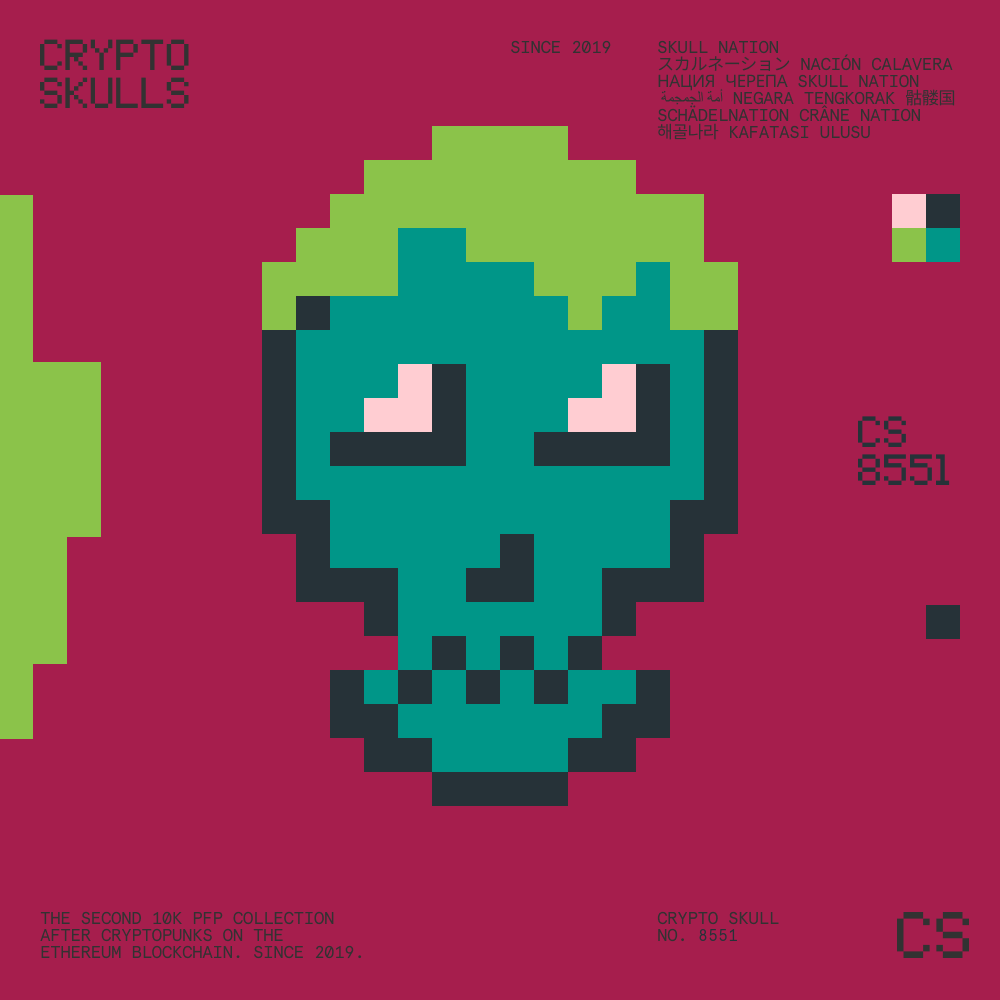 CRYPTO
SKULLS
SINCE 2019
SKULL NATION
スカルネーション NACIÓN CALAVERA
НАЦИЯ ЧЕРЕПА SKULL NATION
أمة الجمجمة NEGARA TENGKORAK 骷髅国
SCHÄDELNATION CRÂNE NATION
해골나라 KAFATASI ULUSU
CS
8551
THE SECOND 10K PFP COLLECTION
AFTER CRYPTOPUNKS ON THE
ETHEREUM BLOCKCHAIN. SINCE 2019.
CRYPTO SKULL
NO. 8551
CS